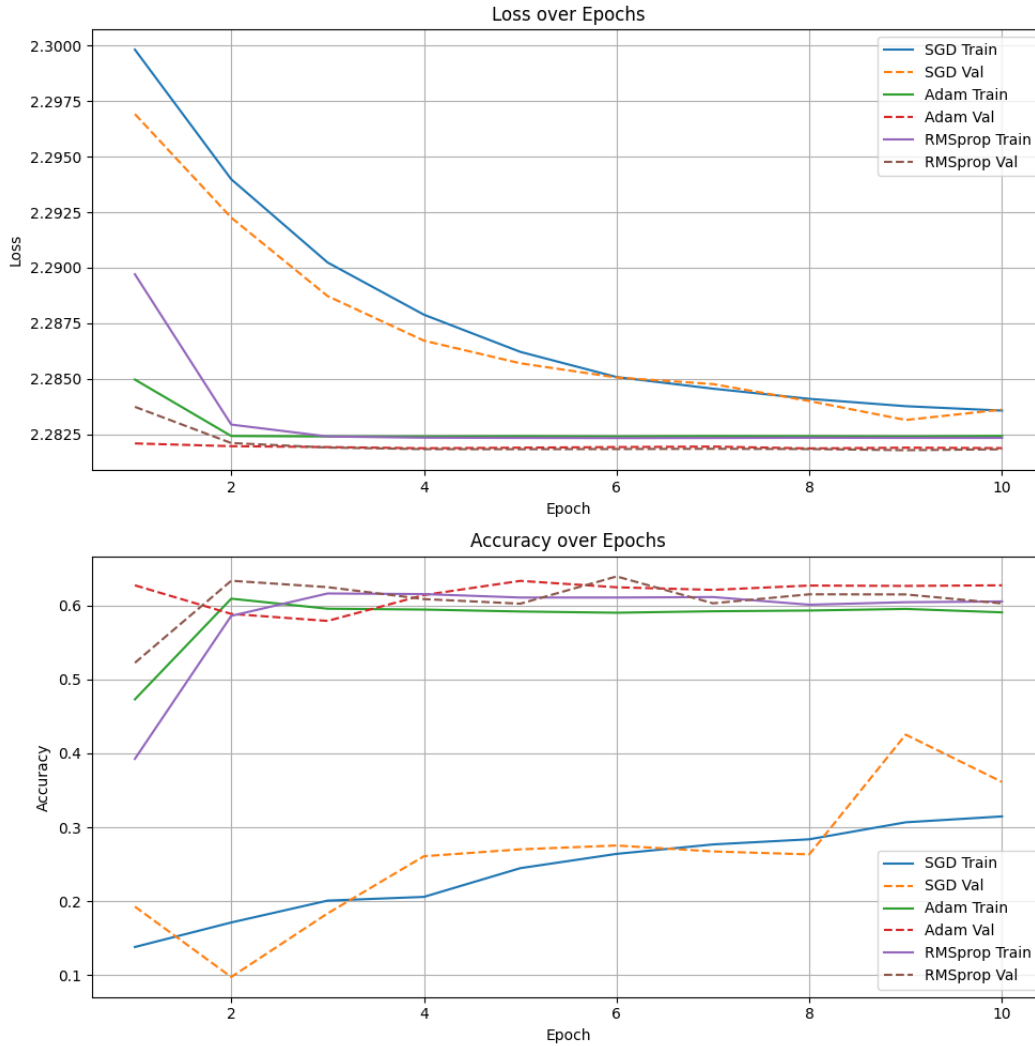 Loss over Epochs
2.3000
2.2975
2.2950
2.2925
2.2900
2.2875
2.2850
2.2825
Loss
2 4 6 8 10
Epoch
SGD Train
SGD Val
Adam Train
Adam Val
RMSprop Train
RMSprop Val
Accuracy over Epochs
0.6
0.5
0.4
0.3
0.2
0.1
Accuracy
2 4 6 8 10
Epoch
SGD Train
SGD Val
Adam Train
Adam Val
RMSprop Train
RMSprop Val